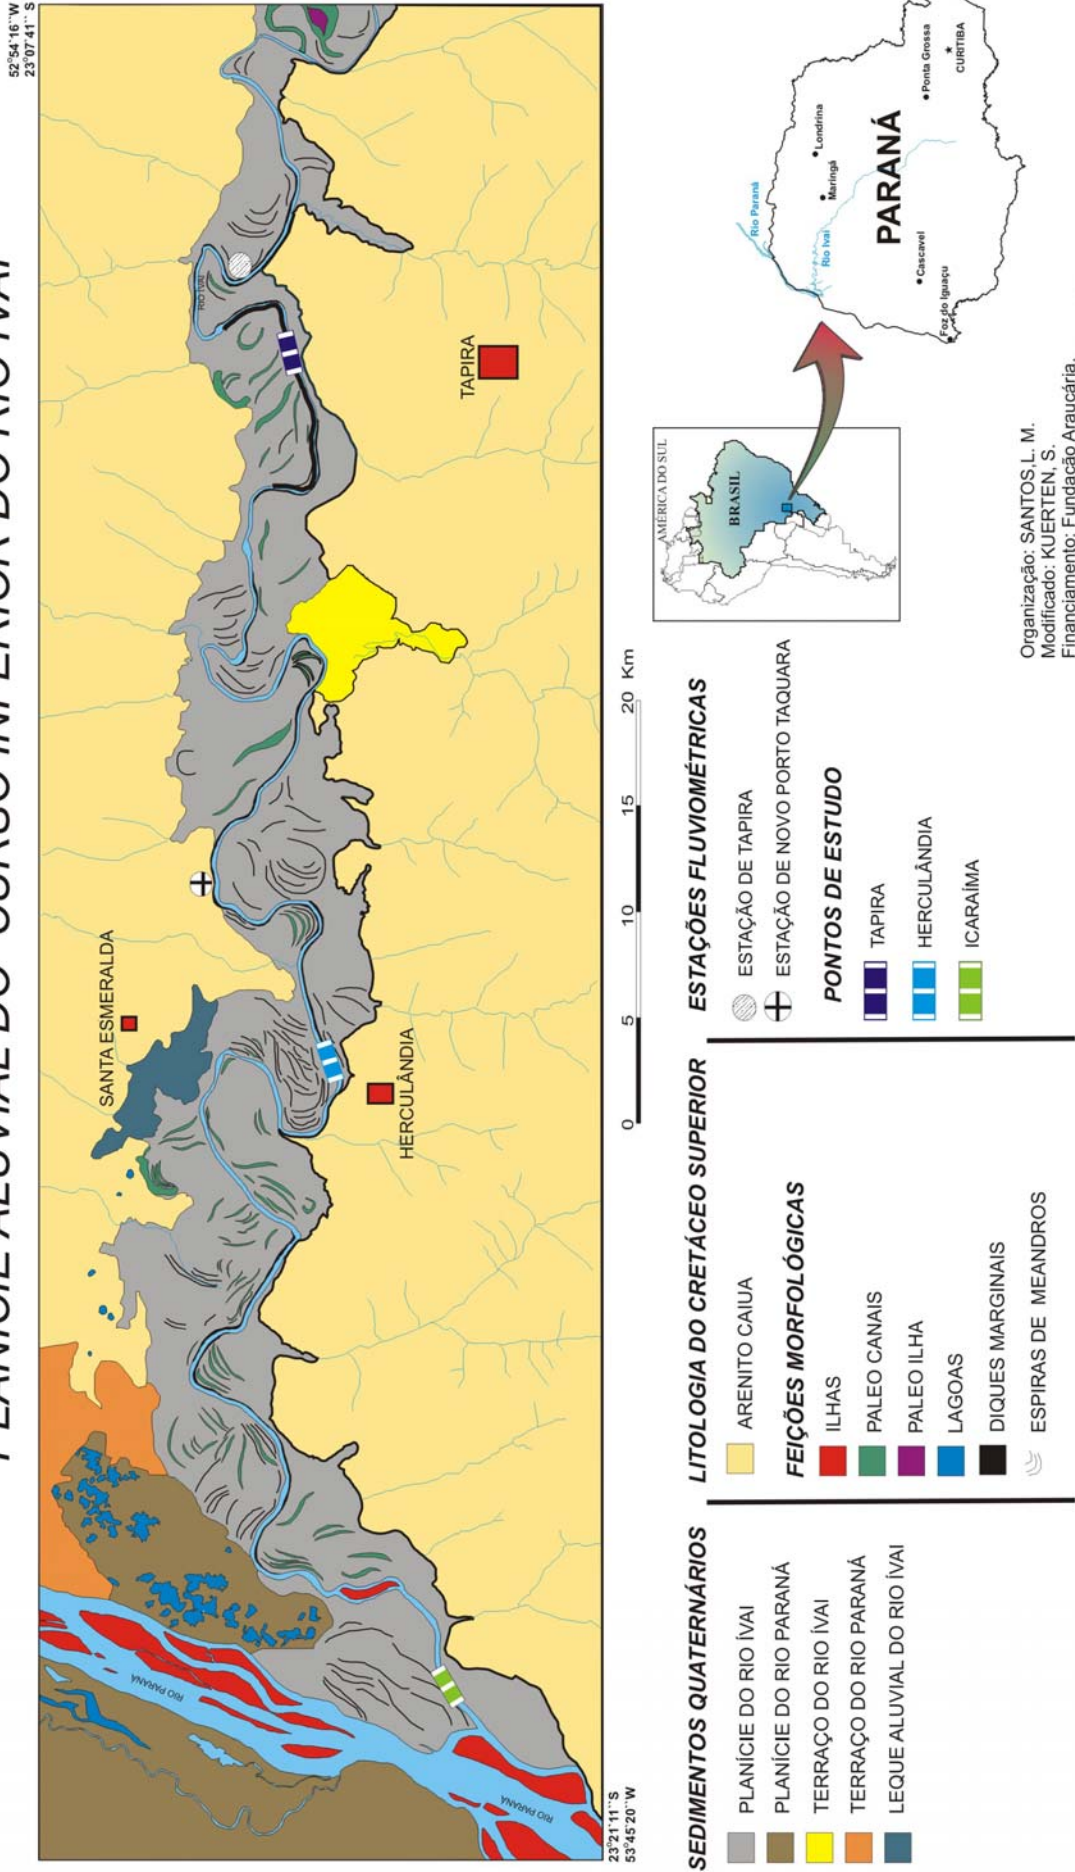 PLANÍCIE ALUVIAL DO CURSO INFERIOR DO RIO IVAÍ
52°54'16"W
23°07'41"S
SANTA ESMERALDA
RIO IVAI
TAPIRA
HERCULÂNDIA
RIO PARANÁ
RIO PARANÁ
23°21'11"S
53°45'20"W
0 5 10 15 20 Km
SEDIMENTOS QUATERNÁRIOS
PLANÍCIE DO RIO ÍVAI
PLANÍCIE DO RIO PARANÁ
TERRAÇO DO RIO ÍVAI
TERRAÇO DO RIO PARANÁ
LEQUE ALUVIAL DO RIO ÍVAI
LITOLOGIA DO CRETÁCEO SUPERIOR
ARENITO CAIUA
FEIÇÕES MORFOLÓGICAS
ILHAS
PALEO CANAIS
PALEO ILHA
LAGOAS
DIQUES MARGINAIS
ESPIRAS DE MEANDROS
ESTAÇÕES FLUVIOMÉTRICAS
ESTAÇÃO DE TAPIRA
ESTAÇÃO DE NOVO PORTO TAQUARA
PONTOS DE ESTUDO
TAPIRA
HERCULÂNDIA
ICARAÍMA
AMÉRICA DO SUL
BRASIL
Rio Paraná
Rio Ivai
Londrina
Maringá
PARANÁ
Ponta Grossa
CURITIBA
Cascavel
Foz do Iguaçu
Organização: SANTOS,L. M.
Modificado: KUERTEN, S.
Financiamento: Fundação Araucária.